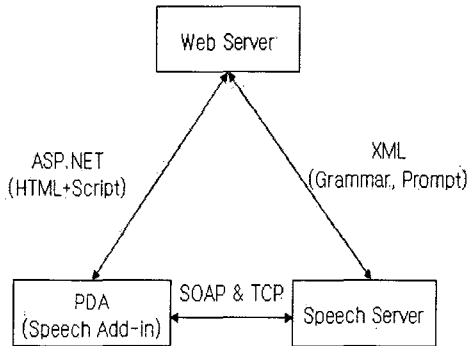 Web Server
ASP.NET
(HTML+Script)
XML
(Grammar, Prompt)
PDA
(Speech Add-in)
SOAP & TCP
Speech Server